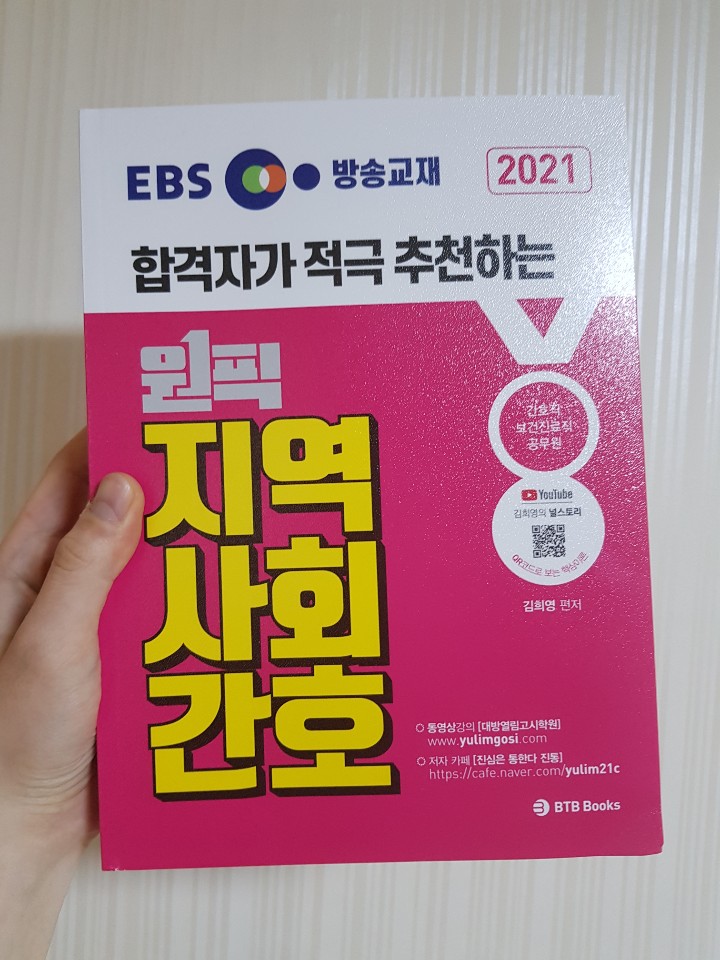 EBS 방송교재
2021
합격자가 적극 추천하는
원픽
지역
사회
간호
간호직
보건진료직
공무원
YouTube
김희영의 널스토리
QR코드로 보는 핵심이론
김희영 편저
동영상강의 [대방열림고시학원]
www.yulimgosi.com
저자 카페 [진심은 통한다 진통]
https://cafe.naver.com/yulim21c
BTB Books